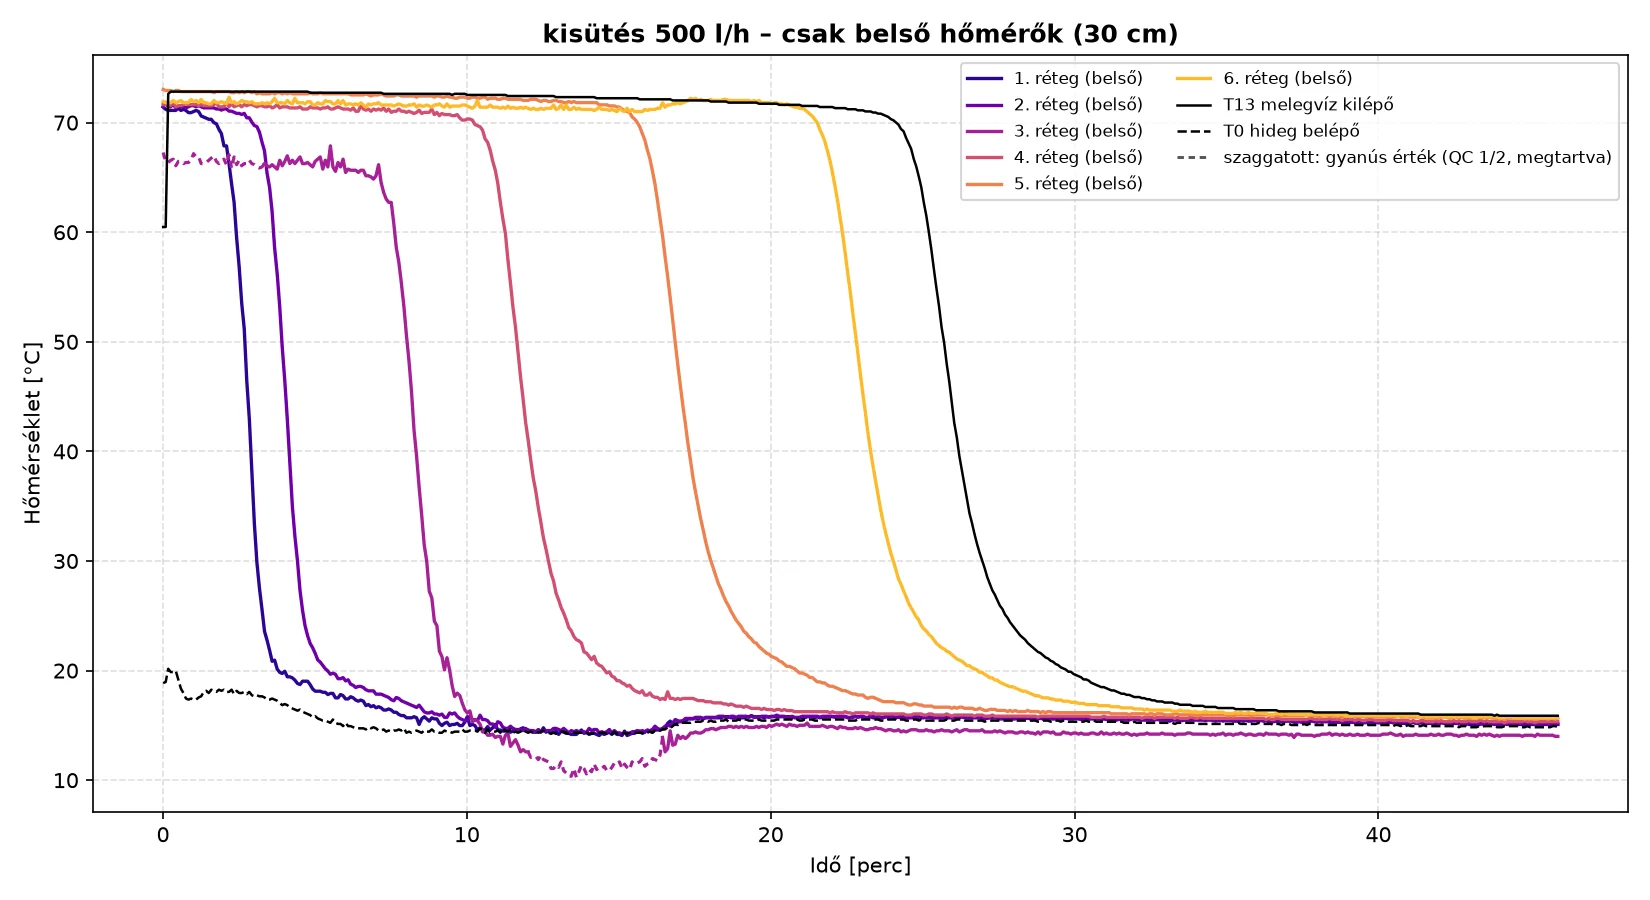 kisütés 500 l/h – csak belső hőmérők (30 cm)
1. réteg (belső)
2. réteg (belső)
3. réteg (belső)
4. réteg (belső)
5. réteg (belső)
6. réteg (belső)
T13 melegvíz kilépő
T0 hideg belépő
szaggatott: gyanús érték (QC 1/2, megtartva)
Hőmérséklet [°C]
70
60
50
40
30
20
10
0
10
20
30
40
Idő [perc]